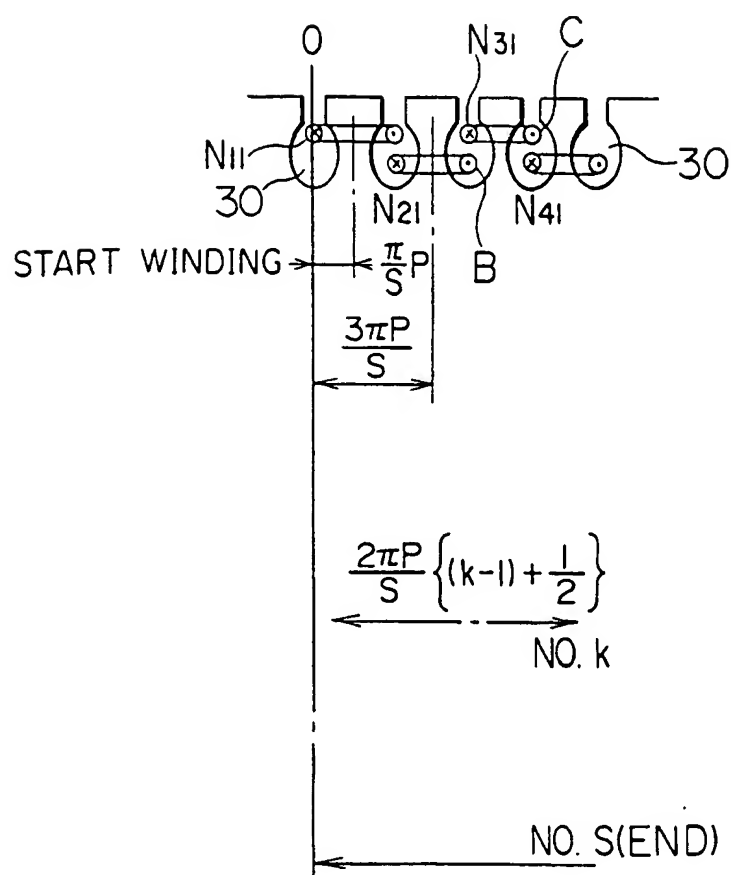 0
N31
C
N11
30
30
N21
N41
START WINDING
π/S P
B
3πP/S
2πP/S {(k-1) + 1/2}
NO. k
NO. S(END)